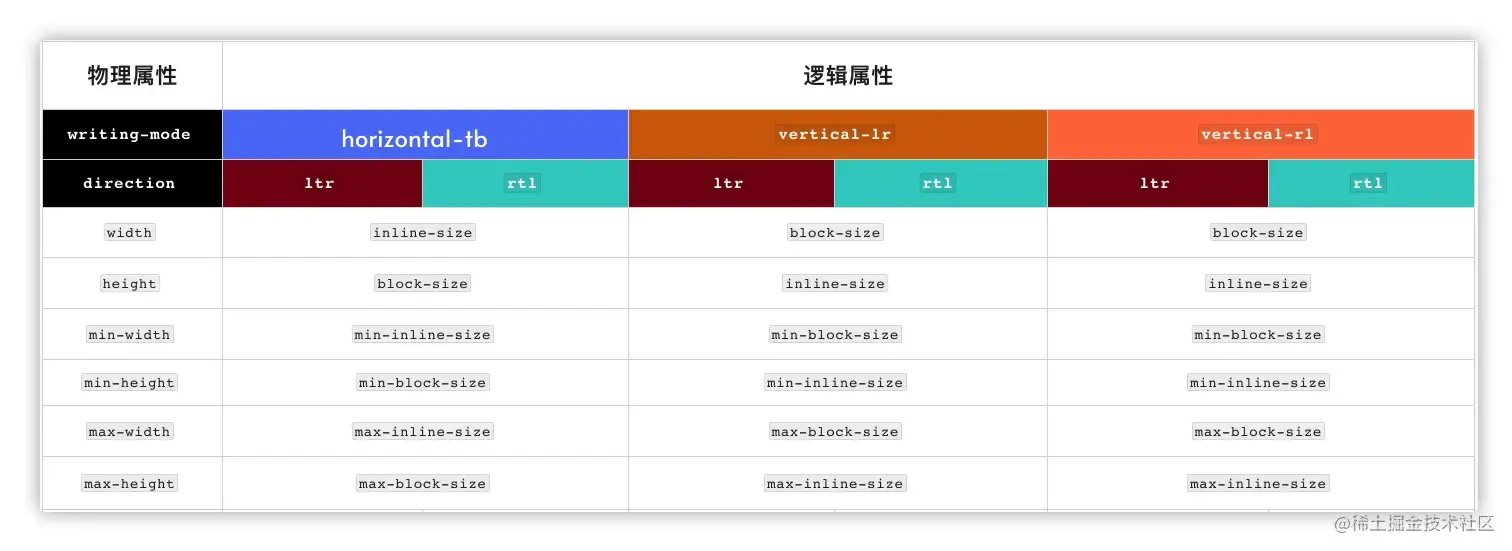 物理属性 逻辑属性
writing-mode horizontal-tb vertical-lr vertical-rl
direction ltr rtl ltr rtl ltr rtl
width inline-size block-size block-size
height block-size inline-size inline-size
min-width min-inline-size min-block-size min-block-size
min-height min-block-size min-inline-size min-inline-size
max-width max-inline-size max-block-size max-block-size
max-height max-block-size max-inline-size max-inline-size
@稀土掘金技术社区